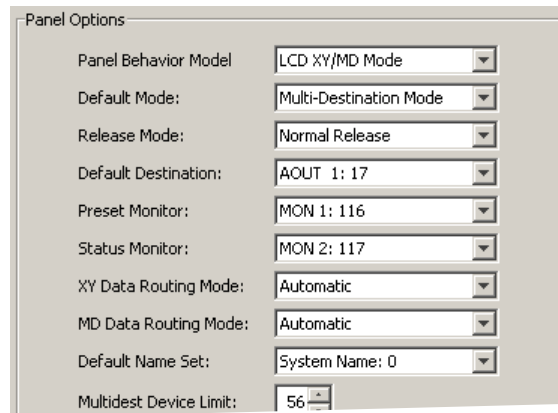 Panel Options
Panel Behavior Model LCD XY/MD Mode
Default Mode: Multi-Destination Mode
Release Mode: Normal Release
Default Destination: AOUT 1: 17
Preset Monitor: MON 1: 116
Status Monitor: MON 2: 117
XY Data Routing Mode: Automatic
MD Data Routing Mode: Automatic
Default Name Set: System Name: 0
Multidest Device Limit: 56